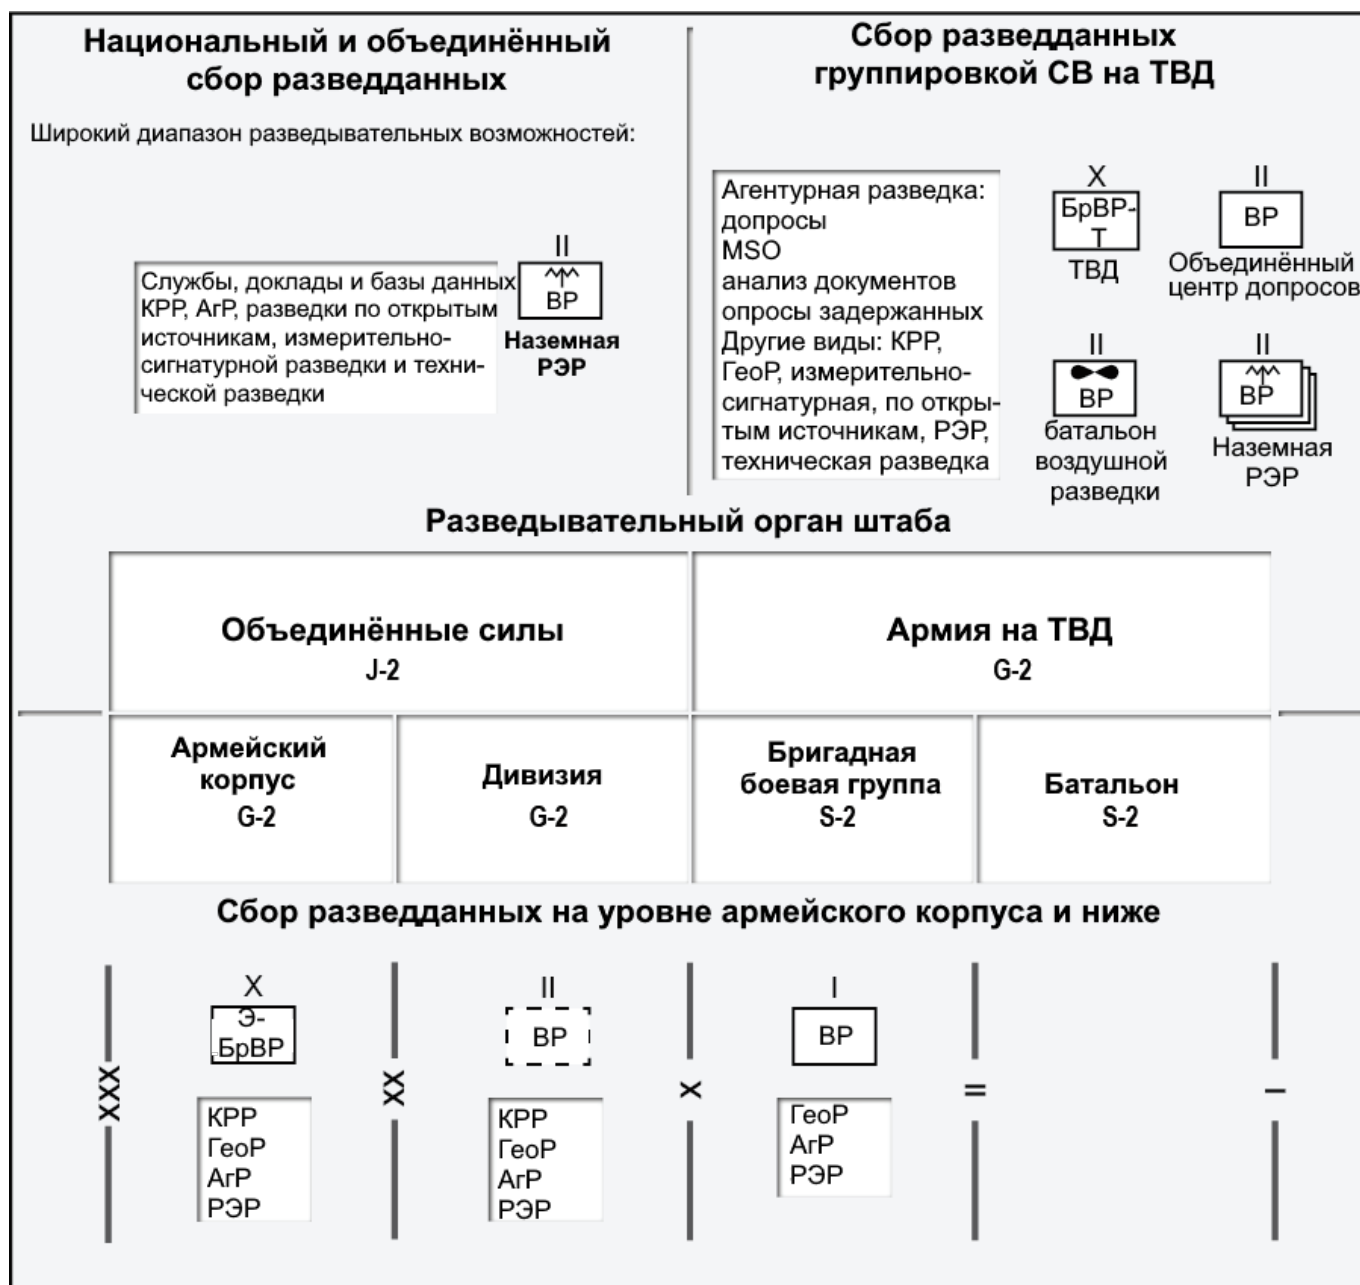 Национальный и объединённый
сбор разведданных
Широкий диапазон разведывательных возможностей:
Службы, доклады и базы данных
КРР, АгР, разведки по открытым
источникам, измерительно-
сигнатурной разведки и техни-
ческой разведки
II
ВР
Наземная
РЭР
Сбор разведданных
группировкой СВ на ТВД
Агентурная разведка:
допросы
MSO
анализ документов
опросы задержанных
Другие виды: КРР,
ГеоР, измерительно-
сигнатурная, по откры-
тым источникам, РЭР,
техническая разведка
X
БрВР-
Т
ТВД
II
ВР
Объединённый
центр допросов
II
ВР
батальон
воздушной
разведки
II
ВР
Наземная
РЭР
Разведывательный орган штаба
Объединённые силы
J-2
Армия на ТВД
G-2
Армейский
корпус
G-2
Дивизия
G-2
Бригадная
боевая группа
S-2
Батальон
S-2
Сбор разведданных на уровне армейского корпуса и ниже
XXX
X
Э-
БрВР
КРР
ГеоР
АгР
РЭР
XX
II
ВР
КРР
ГеоР
АгР
РЭР
X
I
ВР
ГеоР
АгР
РЭР
II
I